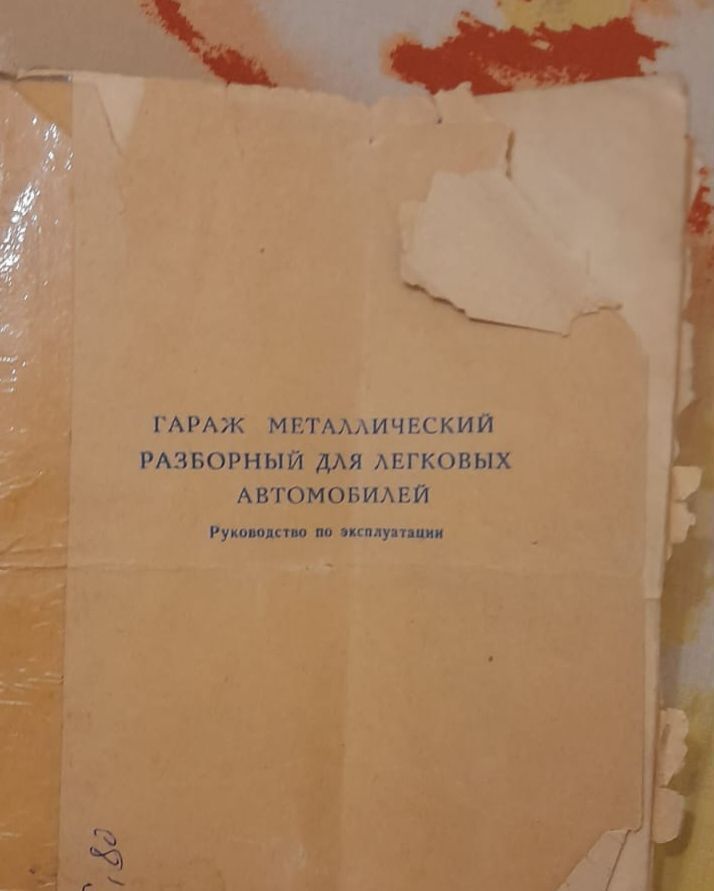 ГАРАЖ МЕТАЛЛИЧЕСКИЙ
РАЗБОРНЫЙ ДЛЯ ЛЕГКОВЫХ
АВТОМОБИЛЕЙ
Руководство по эксплуатации